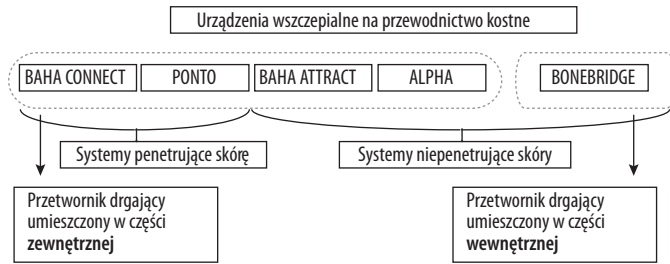 Urządzenia wszczepialne na przewodnictwo kostne
BAHA CONNECT
PONTO
BAHA ATTRACT
ALPHA
BONEBRIDGE
Systemy penetrujące skórę
Systemy niepenetrujące skóry
Przetwornik drgający
umieszczony w części
zewnętrznej
Przetwornik drgający
umieszczony w części
wewnętrznej